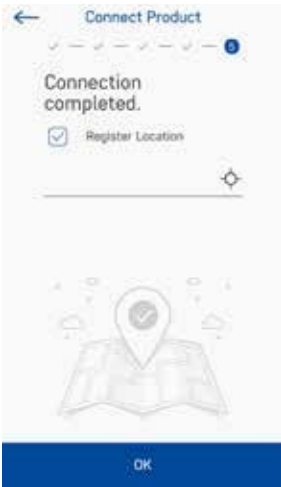 Connect Product
5
Connection
completed.
Register Location
OK